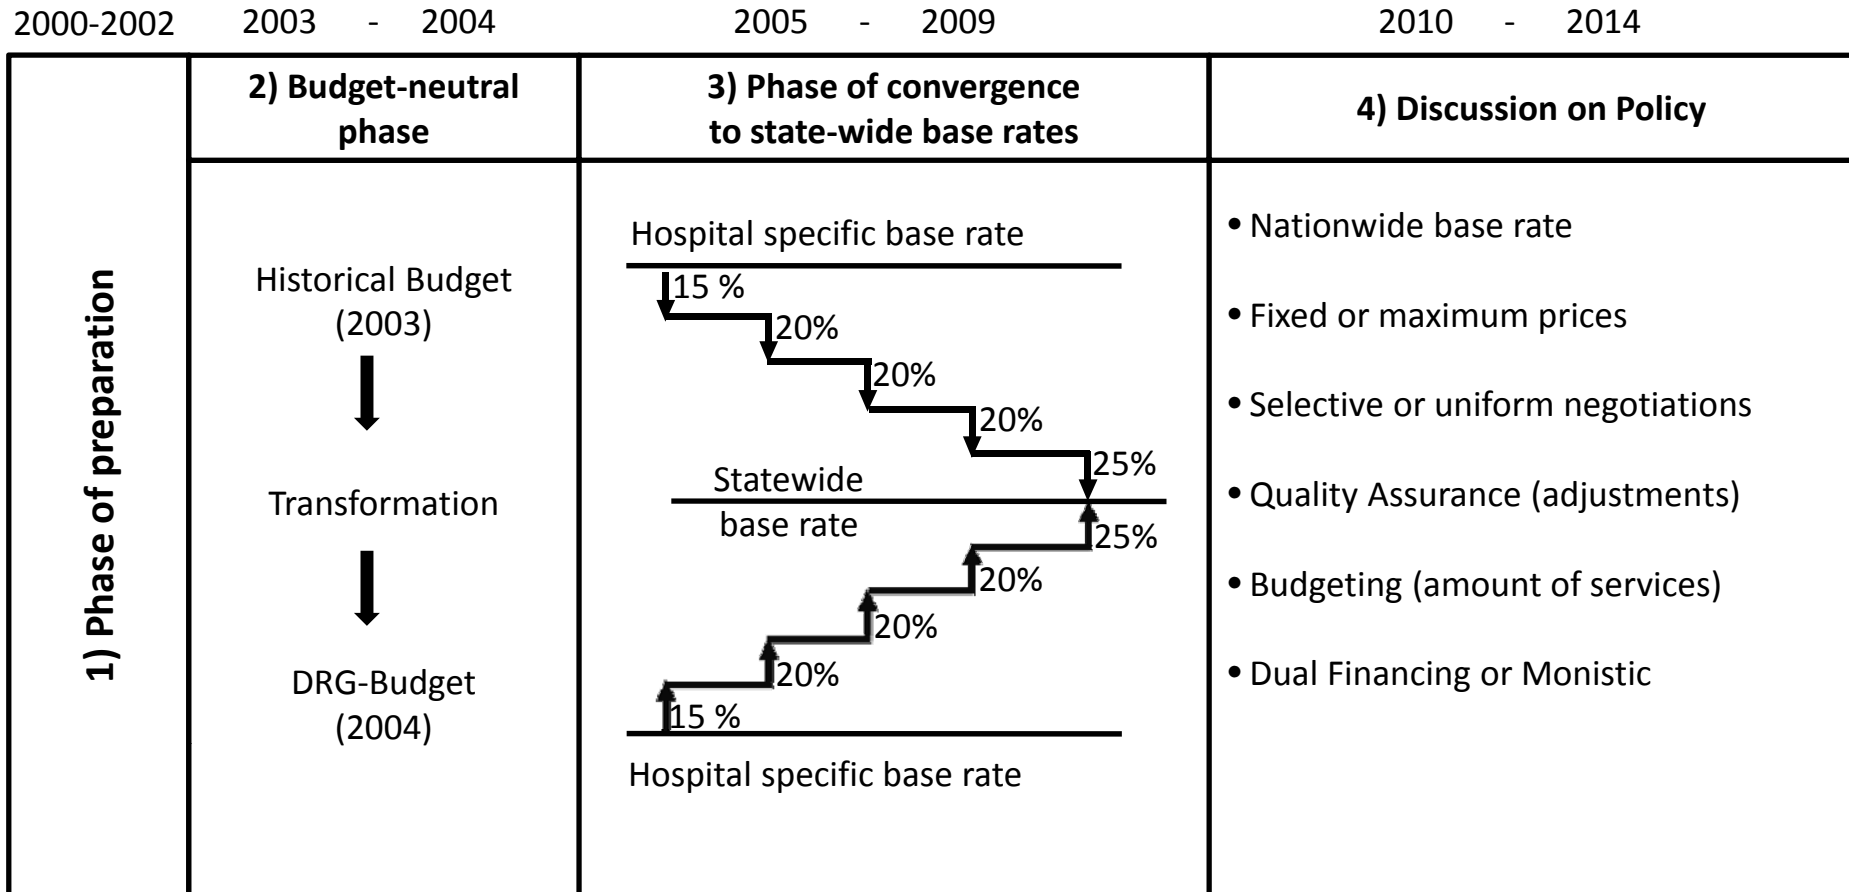 2000-2002
2003 - 2004
2005 - 2009
2010 - 2014
1) Phase of preparation
2) Budget-neutral
phase
Historical Budget
(2003)
Transformation
DRG-Budget
(2004)
3) Phase of convergence
to state-wide base rates
Hospital specific base rate
15 %
20%
20%
20%
25%
Statewide
base rate
25%
20%
20%
20%
15 %
Hospital specific base rate
4) Discussion on Policy
• Nationwide base rate
• Fixed or maximum prices
• Selective or uniform negotiations
• Quality Assurance (adjustments)
• Budgeting (amount of services)
• Dual Financing or Monistic